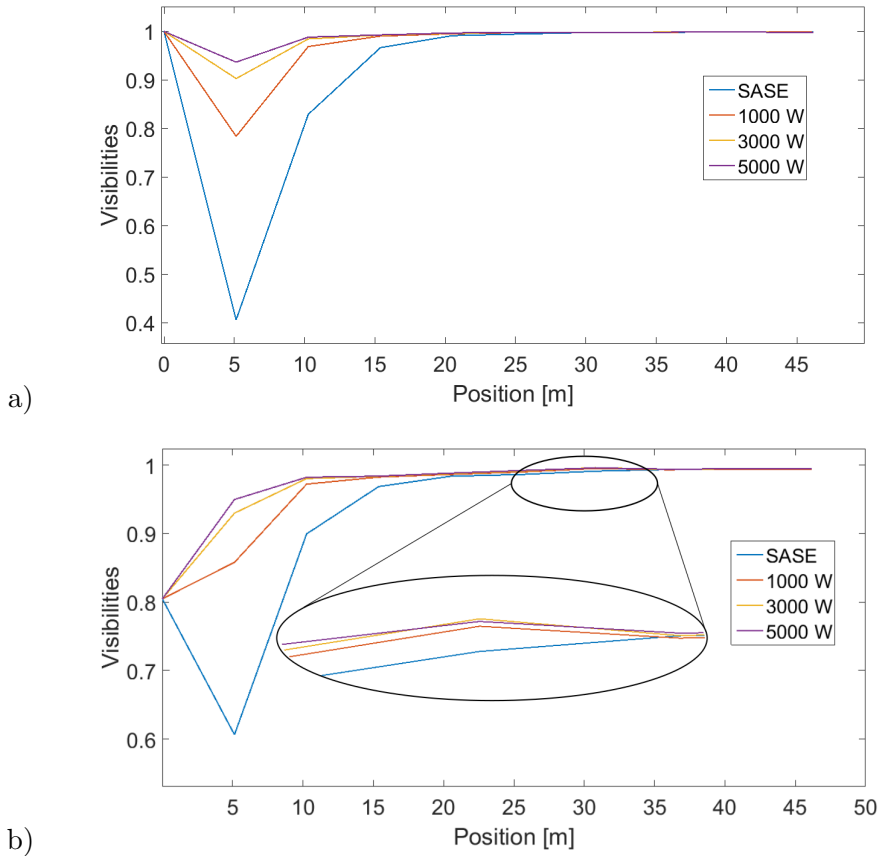 1
0.9
0.8
0.7
0.6
0.5
0.4
Visibilities
SASE
1000 W
3000 W
5000 W
0 5 10 15 20 25 30 35 40 45
Position [m]
a)
1
0.9
0.8
0.7
0.6
Visibilities
SASE
1000 W
3000 W
5000 W
5 10 15 20 25 30 35 40 45 50
Position [m]
b)